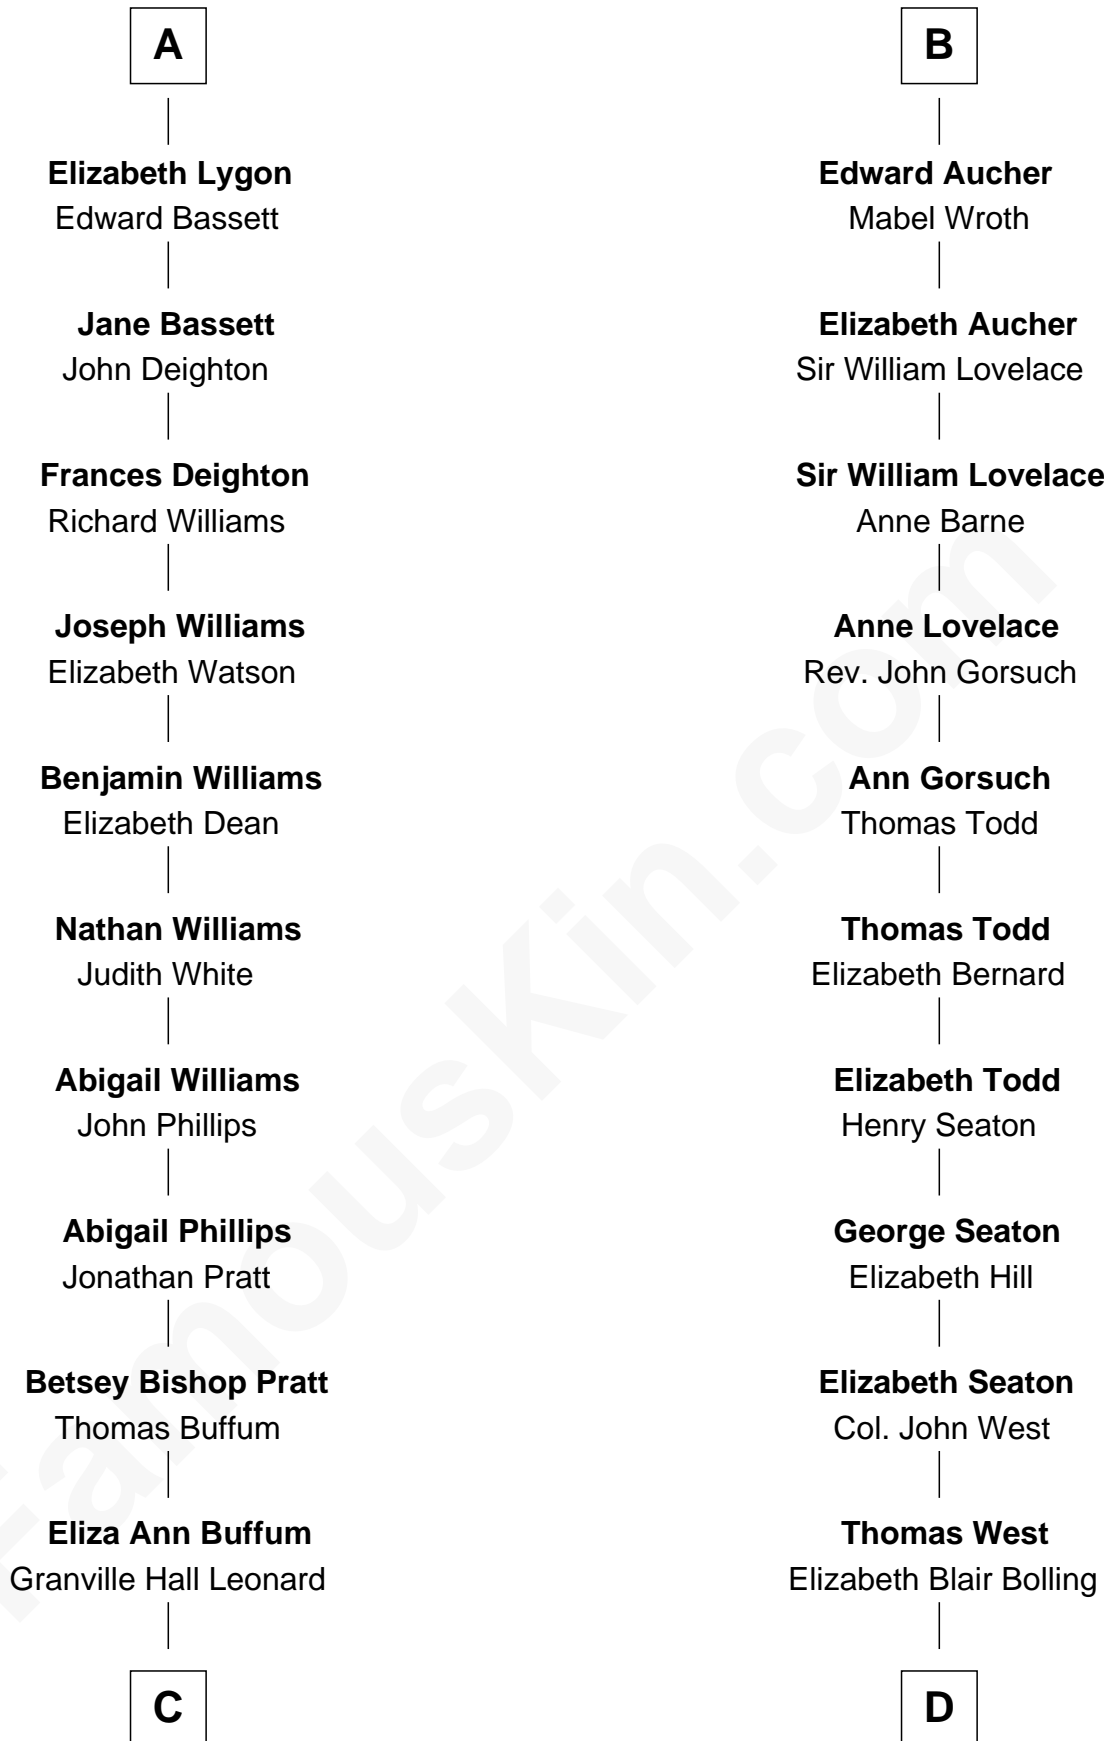 A
Elizabeth Lygon
Edward Bassett
Jane Bassett
John Deighton
Frances Deighton
Richard Williams
Joseph Williams
Elizabeth Watson
Benjamin Williams
Elizabeth Dean
Nathan Williams
Judith White
Abigail Williams
John Phillips
Abigail Phillips
Jonathan Pratt
Betsey Bishop Pratt
Thomas Buffum
Eliza Ann Buffum
Granville Hall Leonard
C
B
Edward Aucher
Mabel Wroth
Elizabeth Aucher
Sir William Lovelace
Sir William Lovelace
Anne Barne
Anne Lovelace
Rev. John Gorsuch
Ann Gorsuch
Thomas Todd
Thomas Todd
Elizabeth Bernard
Elizabeth Todd
Henry Seaton
George Seaton
Elizabeth Hill
Elizabeth Seaton
Col. John West
Thomas West
Elizabeth Blair Bolling
D
FamousKin.com